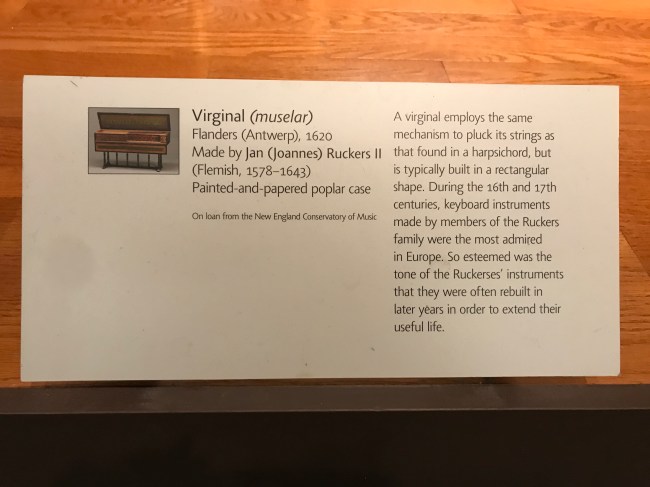 Virginal (muselar)
Flanders (Antwerp), 1620
Made by Jan (Joannes) Ruckers II
(Flemish, 1578–1643)
Painted-and-papered poplar case
On loan from the New England Conservatory of Music
A virginal employs the same
mechanism to pluck its strings as
that found in a harpsichord, but
is typically built in a rectangular
shape. During the 16th and 17th
centuries, keyboard instruments
made by members of the Ruckers
family were the most admired
in Europe. So esteemed was the
tone of the Ruckerses' instruments
that they were often rebuilt in
later years in order to extend their
useful life.